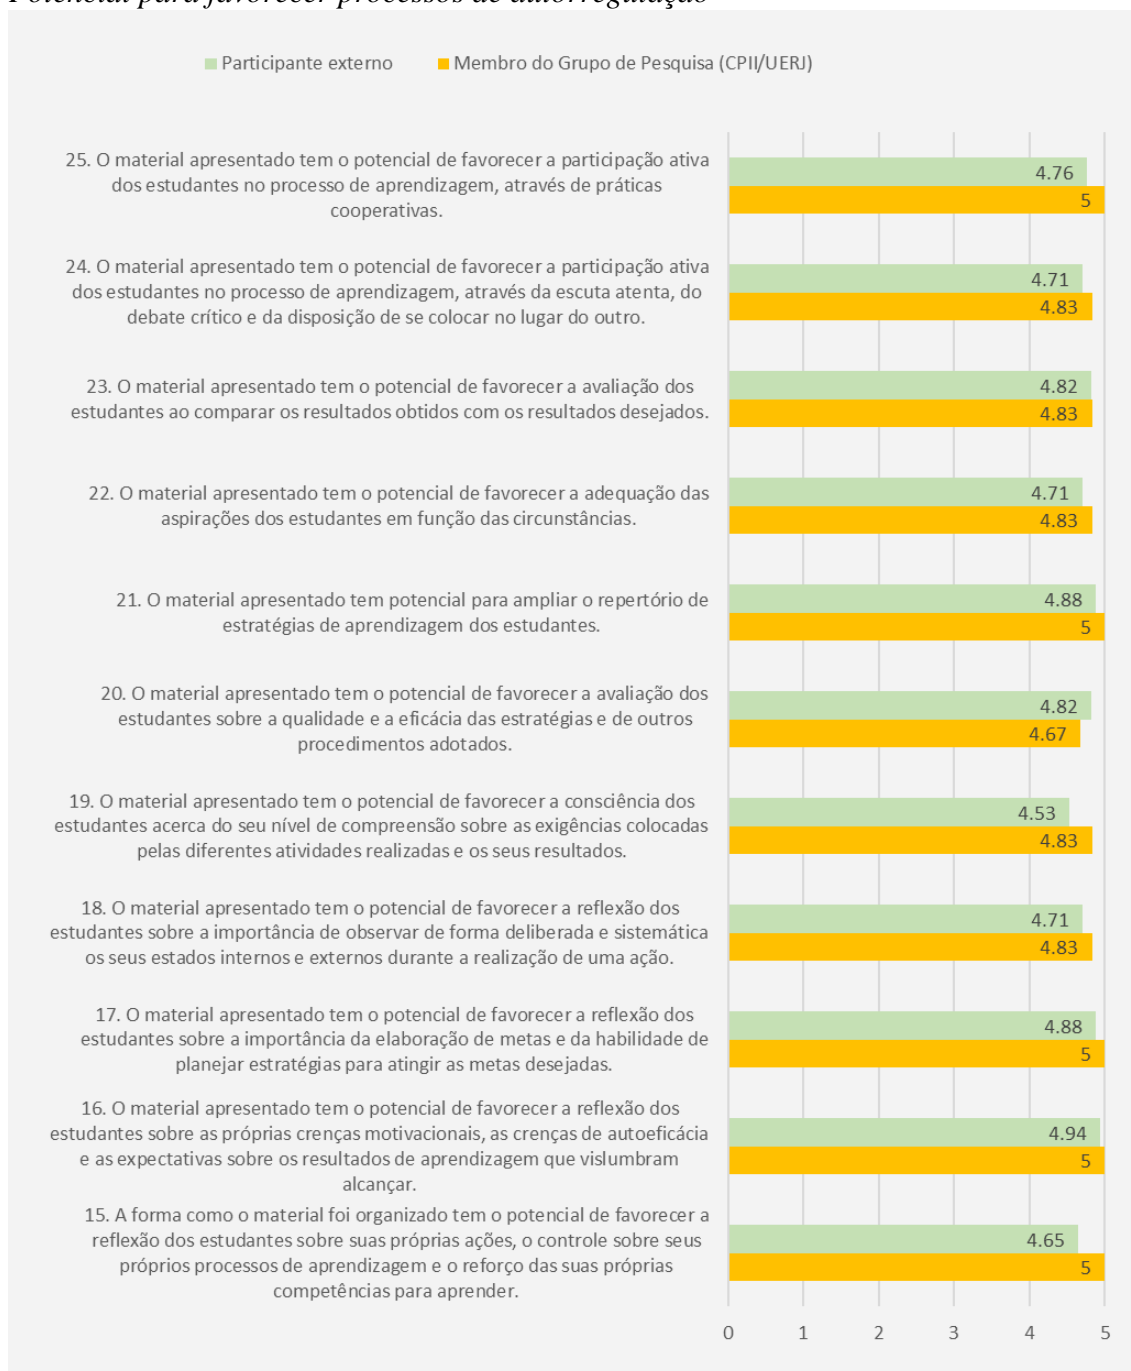 Potencial para favorecer processos de autorregulação
Participante externo
Membro do Grupo de Pesquisa (CPII/UERJ)
25. O material apresentado tem o potencial de favorecer a participação ativa
dos estudantes no processo de aprendizagem, através de práticas
cooperativas.
4.76
5
24. O material apresentado tem o potencial de favorecer a participação ativa
dos estudantes no processo de aprendizagem, através da escuta atenta, do
debate crítico e da disposição de se colocar no lugar do outro.
4.71
4.83
23. O material apresentado tem o potencial de favorecer a avaliação dos
estudantes ao comparar os resultados obtidos com os resultados desejados.
4.82
4.83
22. O material apresentado tem o potencial de favorecer a adequação das
aspirações dos estudantes em função das circunstâncias.
4.71
4.83
21. O material apresentado tem potencial para ampliar o repertório de
estratégias de aprendizagem dos estudantes.
4.88
5
20. O material apresentado tem o potencial de favorecer a avaliação dos
estudantes sobre a qualidade e a eficácia das estratégias e de outros
procedimentos adotados.
4.82
4.67
19. O material apresentado tem o potencial de favorecer a consciência dos
estudantes acerca do seu nível de compreensão sobre as exigências colocadas
pelas diferentes atividades realizadas e os seus resultados.
4.53
4.83
18. O material apresentado tem o potencial de favorecer a reflexão dos
estudantes sobre a importância de observar de forma deliberada e sistemática
os seus estados internos e externos durante a realização de uma ação.
4.71
4.83
17. O material apresentado tem o potencial de favorecer a reflexão dos
estudantes sobre a importância da elaboração de metas e da habilidade de
planejar estratégias para atingir as metas desejadas.
4.88
5
16. O material apresentado tem o potencial de favorecer a reflexão dos
estudantes sobre as próprias crenças motivacionais, as crenças de autoeficácia
e as expectativas sobre os resultados de aprendizagem que vislumbram
alcançar.
4.94
5
15. A forma como o material foi organizado tem o potencial de favorecer a
reflexão dos estudantes sobre suas próprias ações, o controle sobre seus
próprios processos de aprendizagem e o reforço das suas próprias
competências para aprender.
4.65
5
0 1 2 3 4 5